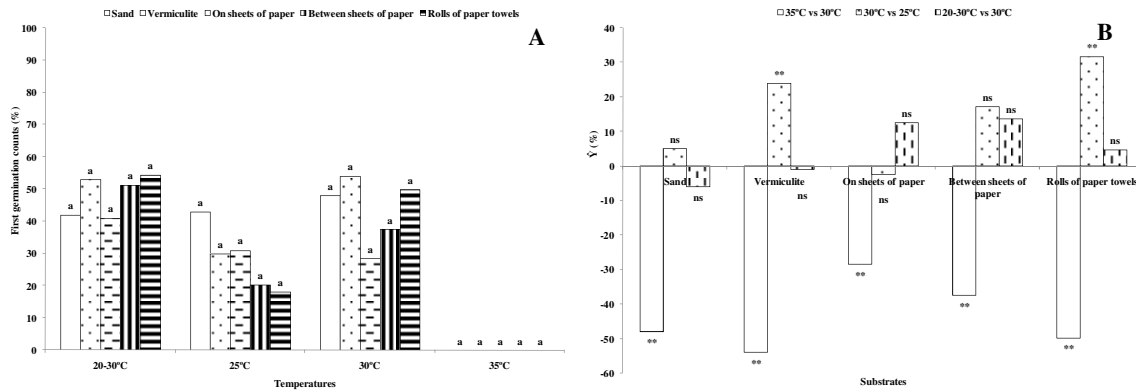 Sand Vermiculite On sheets of paper Between sheets of paper Rolls of paper towels
A
100
90
80
70
60
50
40
30
20
10
0
First germination counts (%)
a a a a a
a a a a a
a a a a a
a a a a a
20-30ºC 25ºC 30ºC 35ºC
Temperatures
35ºC vs 30ºC 30ºC vs 25ºC 20-30ºC vs 30ºC
B
40
30
20
10
0
-10
-20
-30
-40
-50
-60
Ŷ (%)
** ns ns
** ** ns
** ns ns
** ns ns
** ** ns
Sand Vermiculite On sheets of paper Between sheets of paper Rolls of paper towels
Substrates